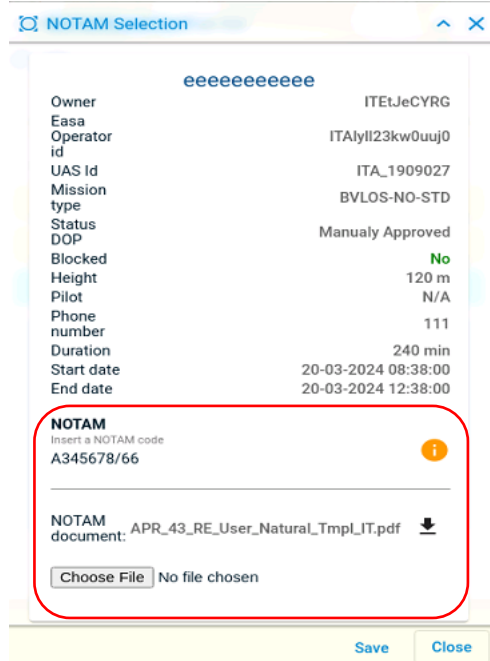 NOTAM Selection
eeeeeeeeeee
Owner ITEtJeCYRG
Easa
Operator ITAlyll23kw0uuj0
id
UAS Id ITA_1909027
Mission
type BVLOS-NO-STD
Status
DOP Manualy Approved
Blocked No
Height 120 m
Pilot N/A
Phone
number 111
Duration 240 min
Start date 20-03-2024 08:38:00
End date 20-03-2024 12:38:00
NOTAM
Insert a NOTAM code
A345678/66
NOTAM
document: APR_43_RE_User_Natural_Tmpl_IT.pdf
Choose File No file chosen
Save Close